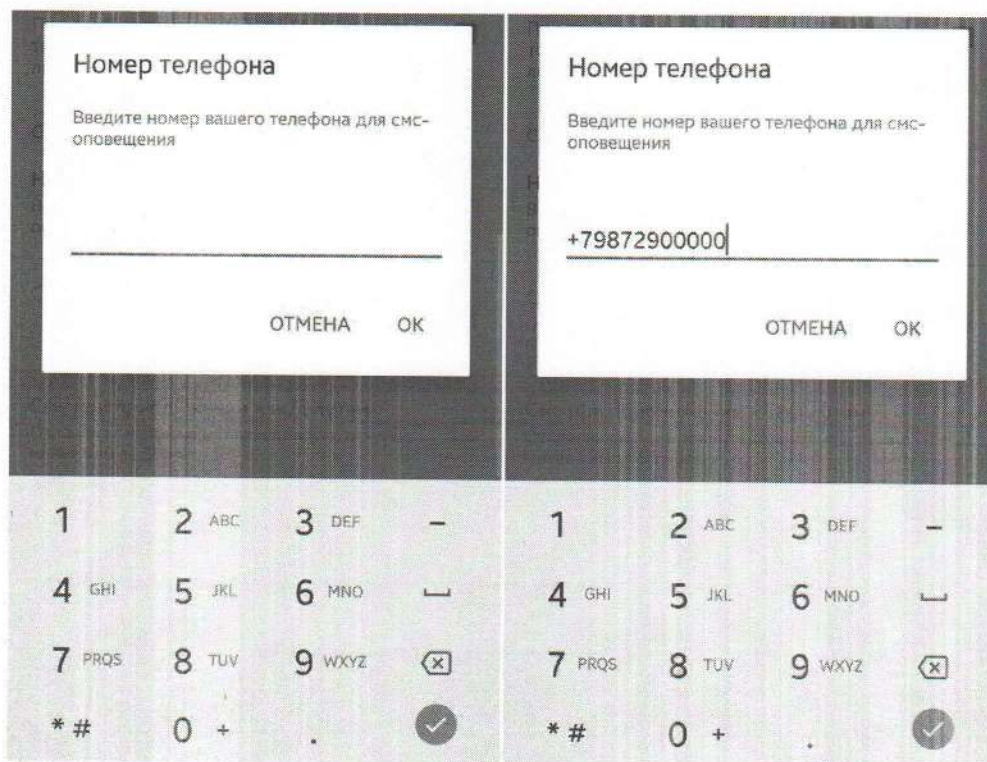 Номер телефона
Введите номер вашего телефона для смс-
оповещения
ОТМЕНА OK
1 2 ABC 3 DEF -
4 GHI 5 JKL 6 MNO
7 PRQS 8 TUV 9 WXYZ
* # 0 + .
Номер телефона
Введите номер вашего телефона для смс-
оповещения
+79872900000
ОТМЕНА OK
1 2 ABC 3 DEF -
4 GHI 5 JKL 6 MNO
7 PRQS 8 TUV 9 WXYZ
* # 0 + .